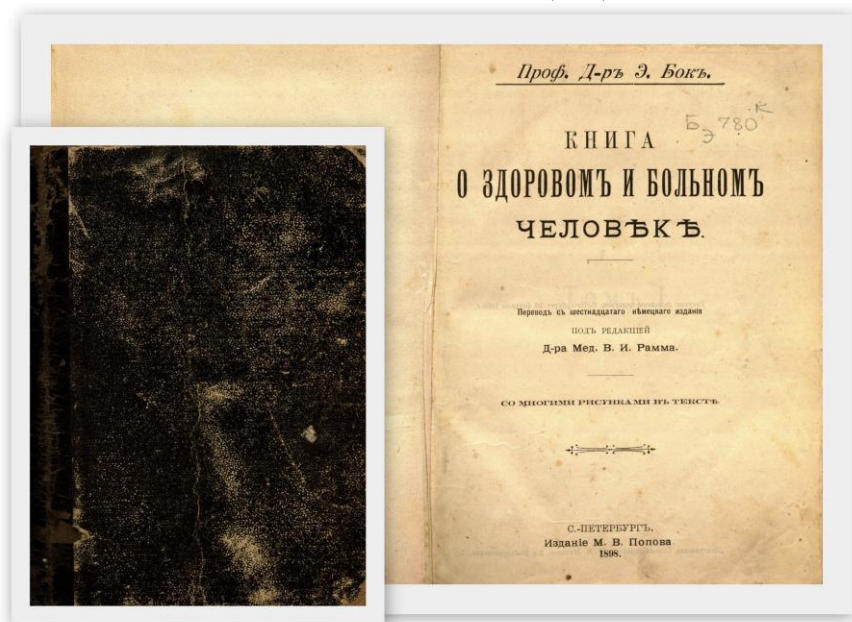 Проф. Д-ръ Э. Бокъ.
Б 780 К
Э
КНИГА
О ЗДОРОВОМЪ И БОЛЬНОМЪ
ЧЕЛОВѢКѢ.
Переводъ съ шестнадцатаго нѣмецкаго изданія
ПОДЪ РЕДАКЦІЕЙ
Д-ра Мед. В. И. Рамма.
СО МНОГИМИ РИСУНКАМИ ВЪ ТЕКСТѢ.
С.-ПЕТЕРБУРГЪ.
Изданіе М. В. Попова
1898.